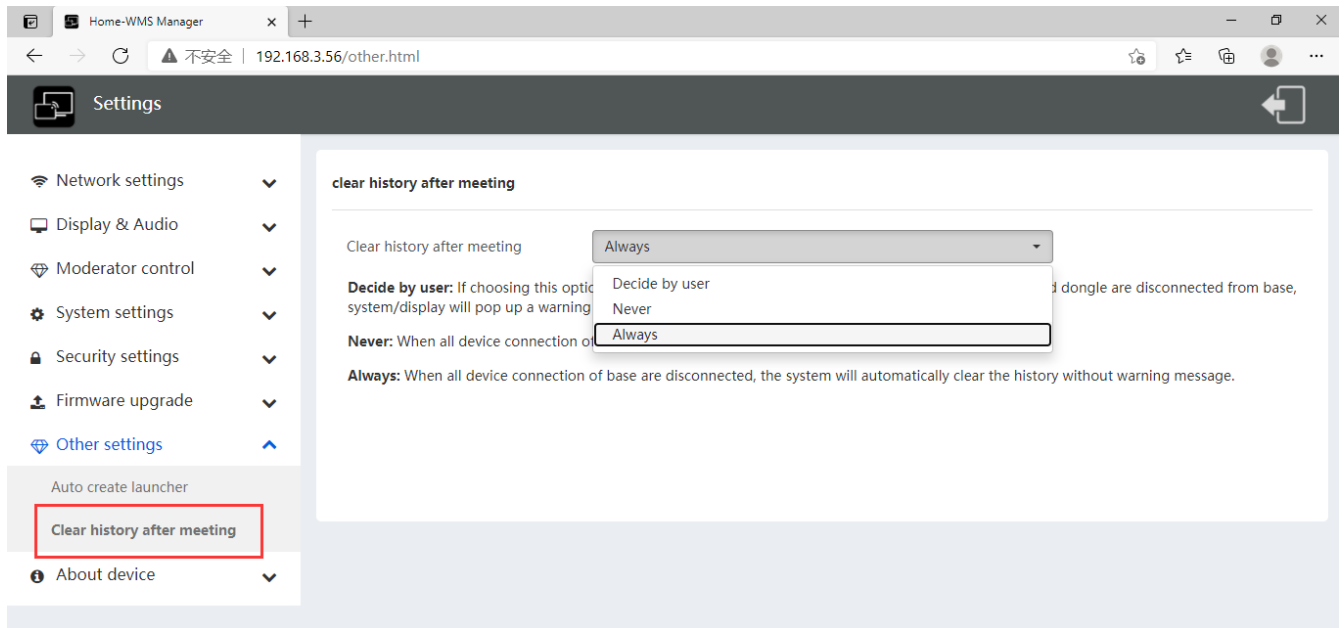 Home-WMS Manager
不安全 192.168.3.56/other.html
Settings
Network settings
Display & Audio
Moderator control
System settings
Security settings
Firmware upgrade
Other settings
Auto create launcher
Clear history after meeting
About device
clear history after meeting
Clear history after meeting Always
Decide by user
Never
Always
Decide by user: If choosing this dongle are disconnected from base,
system/display will pop up a warning
Never: When all device connection
Always: When all device connection of base are disconnected, the system will automatically clear the history without warning message.